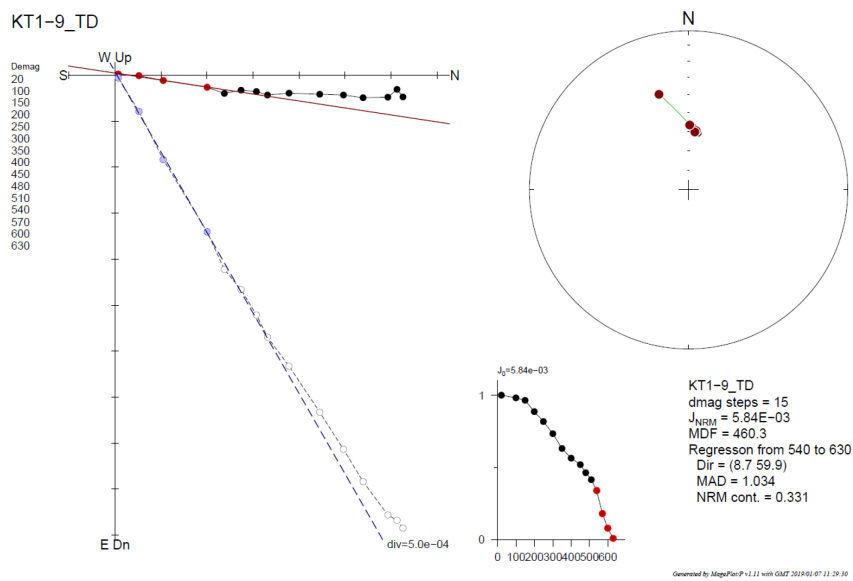 KT1−9_TD
W Up
Demag
S
N
20
100
150
200
250
300
350
400
450
480
510
540
570
600
630
E Dn
div=5.0e−04
N
J0=5.84e−03
1
0
0 100200300400500600
KT1−9_TD
dmag steps = 15
JNRM = 5.84E−03
MDF = 460.3
Regresson from 540 to 630
Dir = (8.7 59.9)
MAD = 1.034
NRM cont. = 0.331
Generated by MagePlot/P v1.11 with GMT 2019/01/07 11:29:30